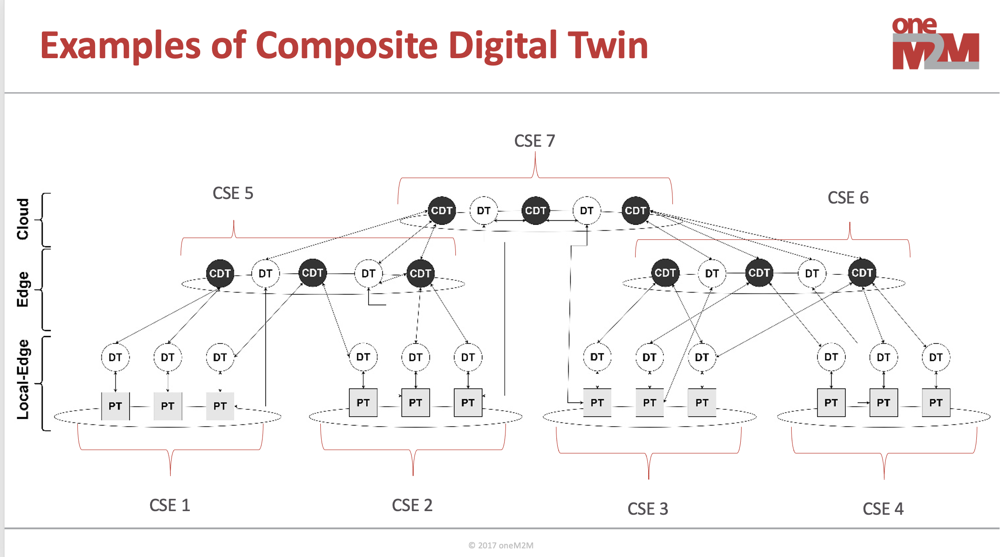 Examples of Composite Digital Twin
one
M2M
CSE 7
CSE 5
CSE 6
Cloud
CDT DT CDT DT CDT
Edge
CDT DT CDT DT CDT
CDT DT CDT DT CDT
Local-Edge
DT DT DT DT DT DT DT DT DT DT DT DT
PT PT PT PT PT PT PT PT PT PT PT PT
CSE 1
CSE 2
CSE 3
CSE 4
© 2017 oneM2M